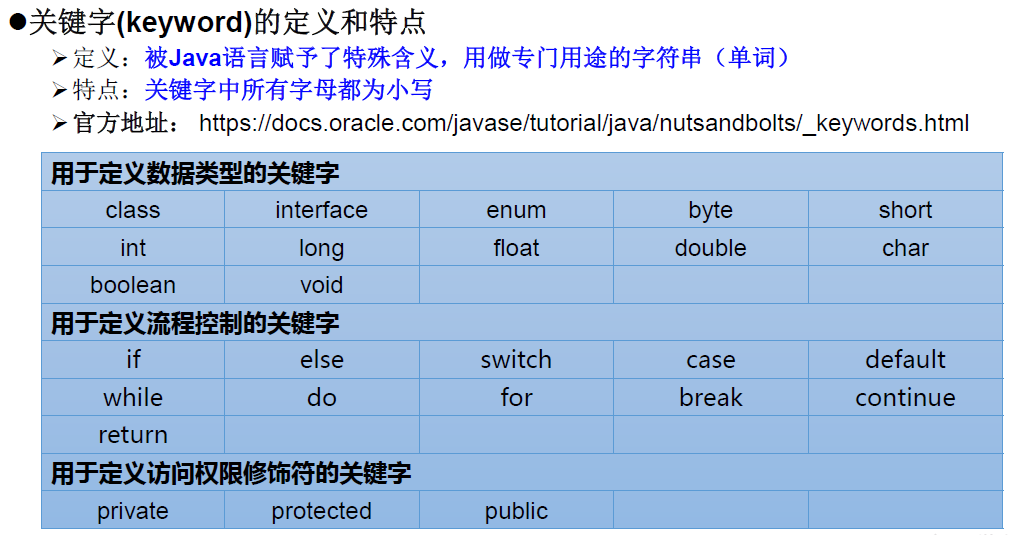 ●关键字(keyword)的定义和特点
➢定义：被Java语言赋予了特殊含义，用做专门用途的字符串（单词）
➢特点：关键字中所有字母都为小写
➢官方地址： https://docs.oracle.com/javase/tutorial/java/nutsandbolts/_keywords.html
用于定义数据类型的关键字
class interface enum byte short
int long float double char
boolean void
用于定义流程控制的关键字
if else switch case default
while do for break continue
return
用于定义访问权限修饰符的关键字
private protected public